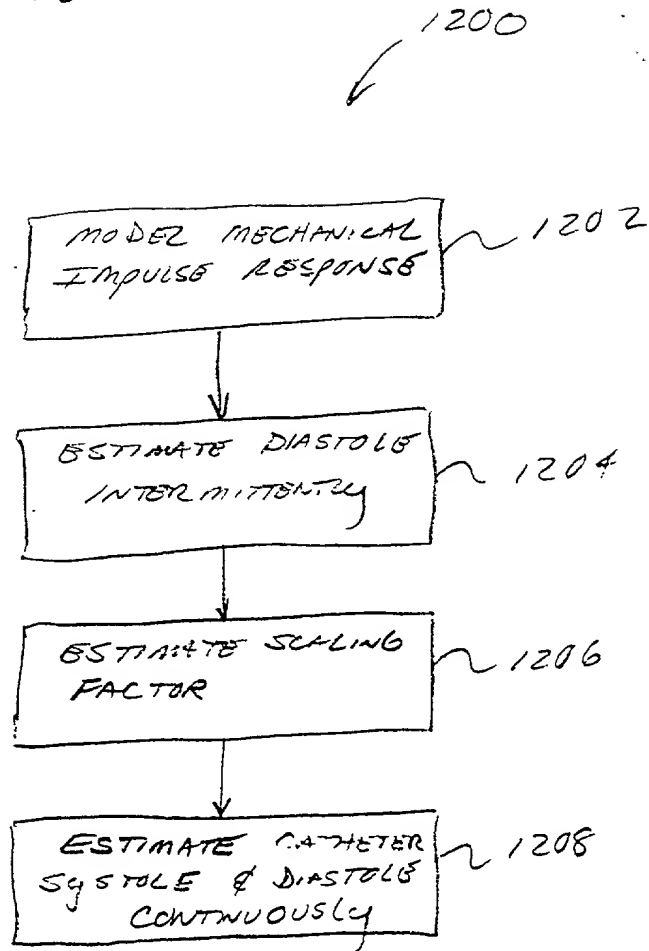 1200
MODEL MECHANICAL
IMPULSE RESPONSE
1202
ESTIMATE DIASTOLE
INTERMITTENTLY
1204
ESTIMATE SCALING
FACTOR
1206
ESTIMATE CATHETER
SYSTOLE & DIASTOLE
CONTINUOUSLY
1208